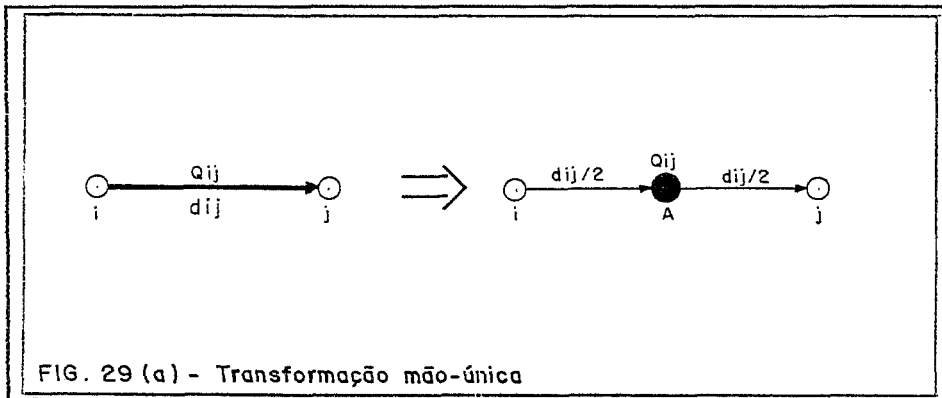 Qij
dij
i
j
dij/2
Qij
dij/2
i
A
j
FIG. 29 (a) - Transformação mão-única